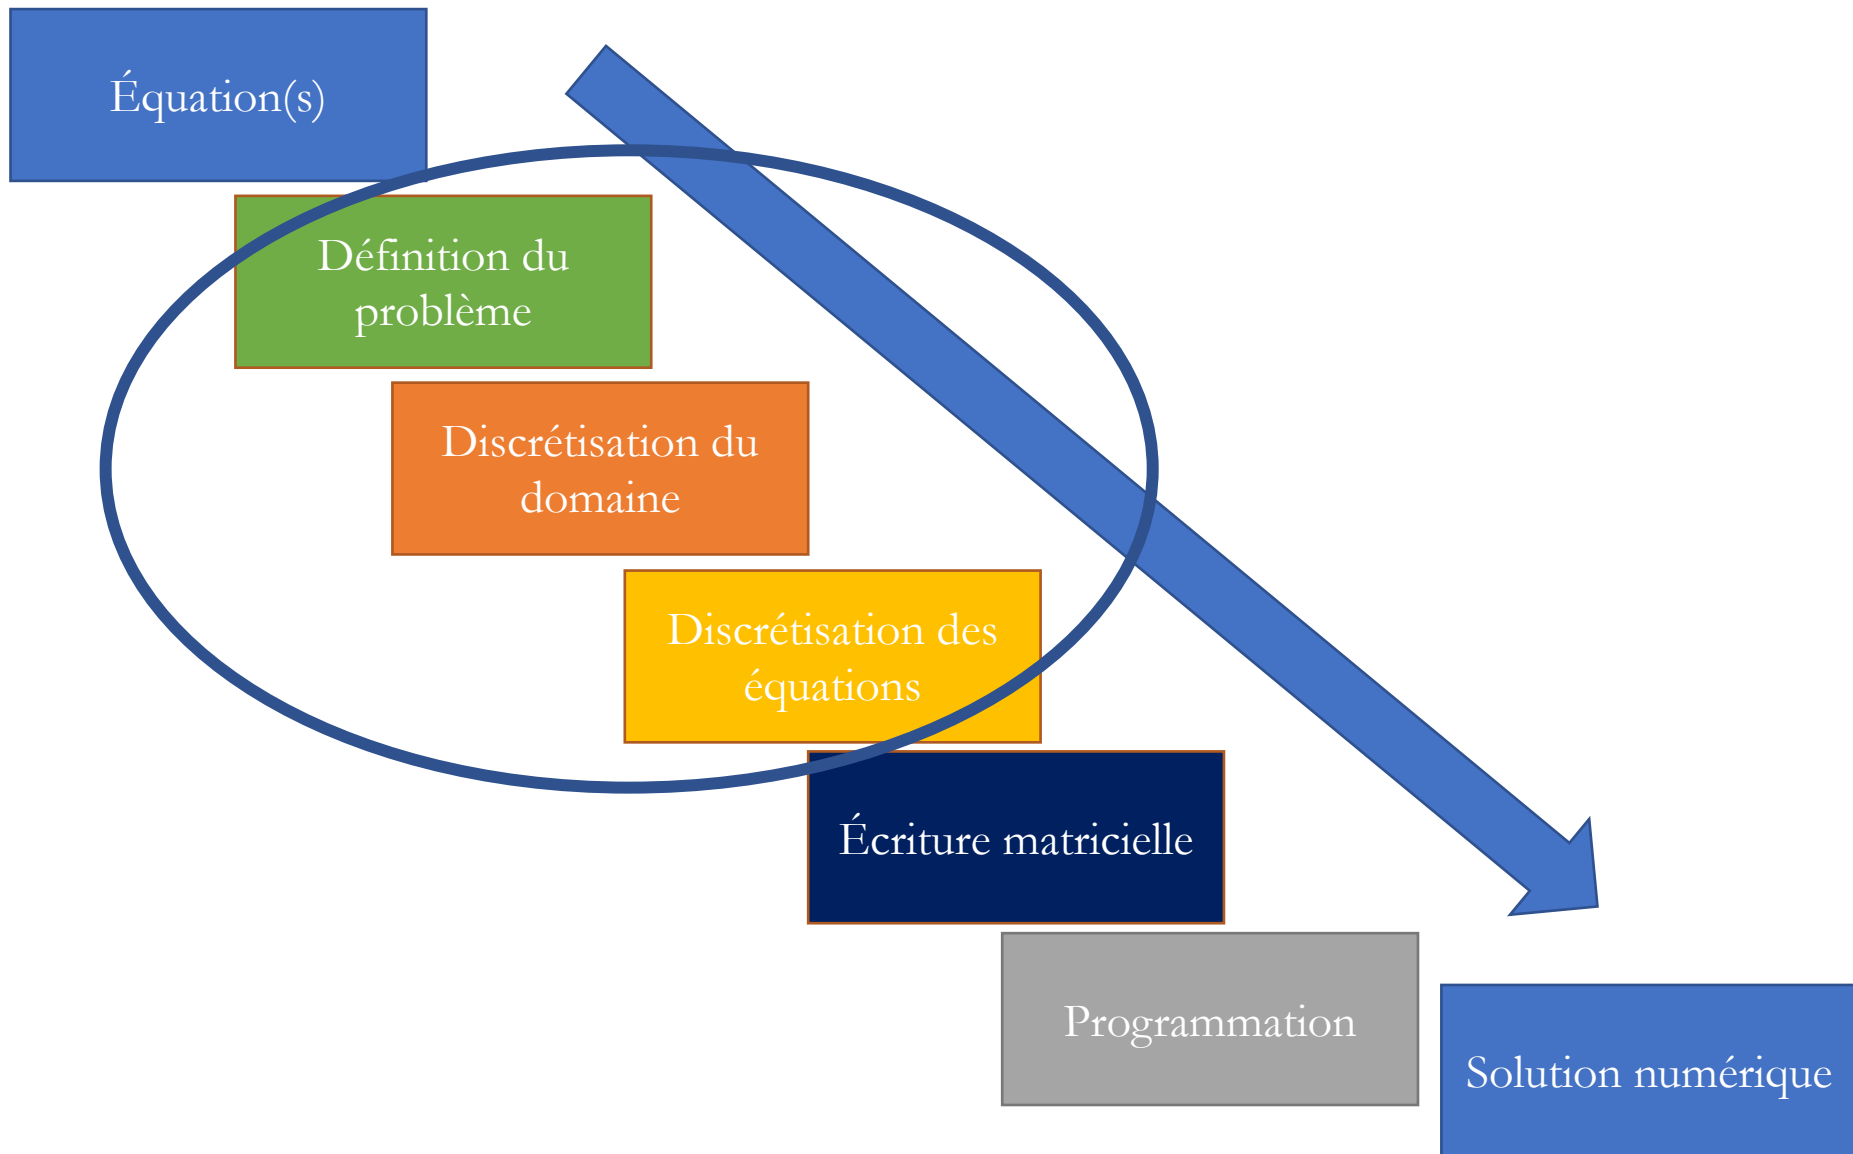 Équation(s)
Définition du
problème
Discrétisation du
domaine
Discrétisation des
équations
Écriture matricielle
Programmation
Solution numérique